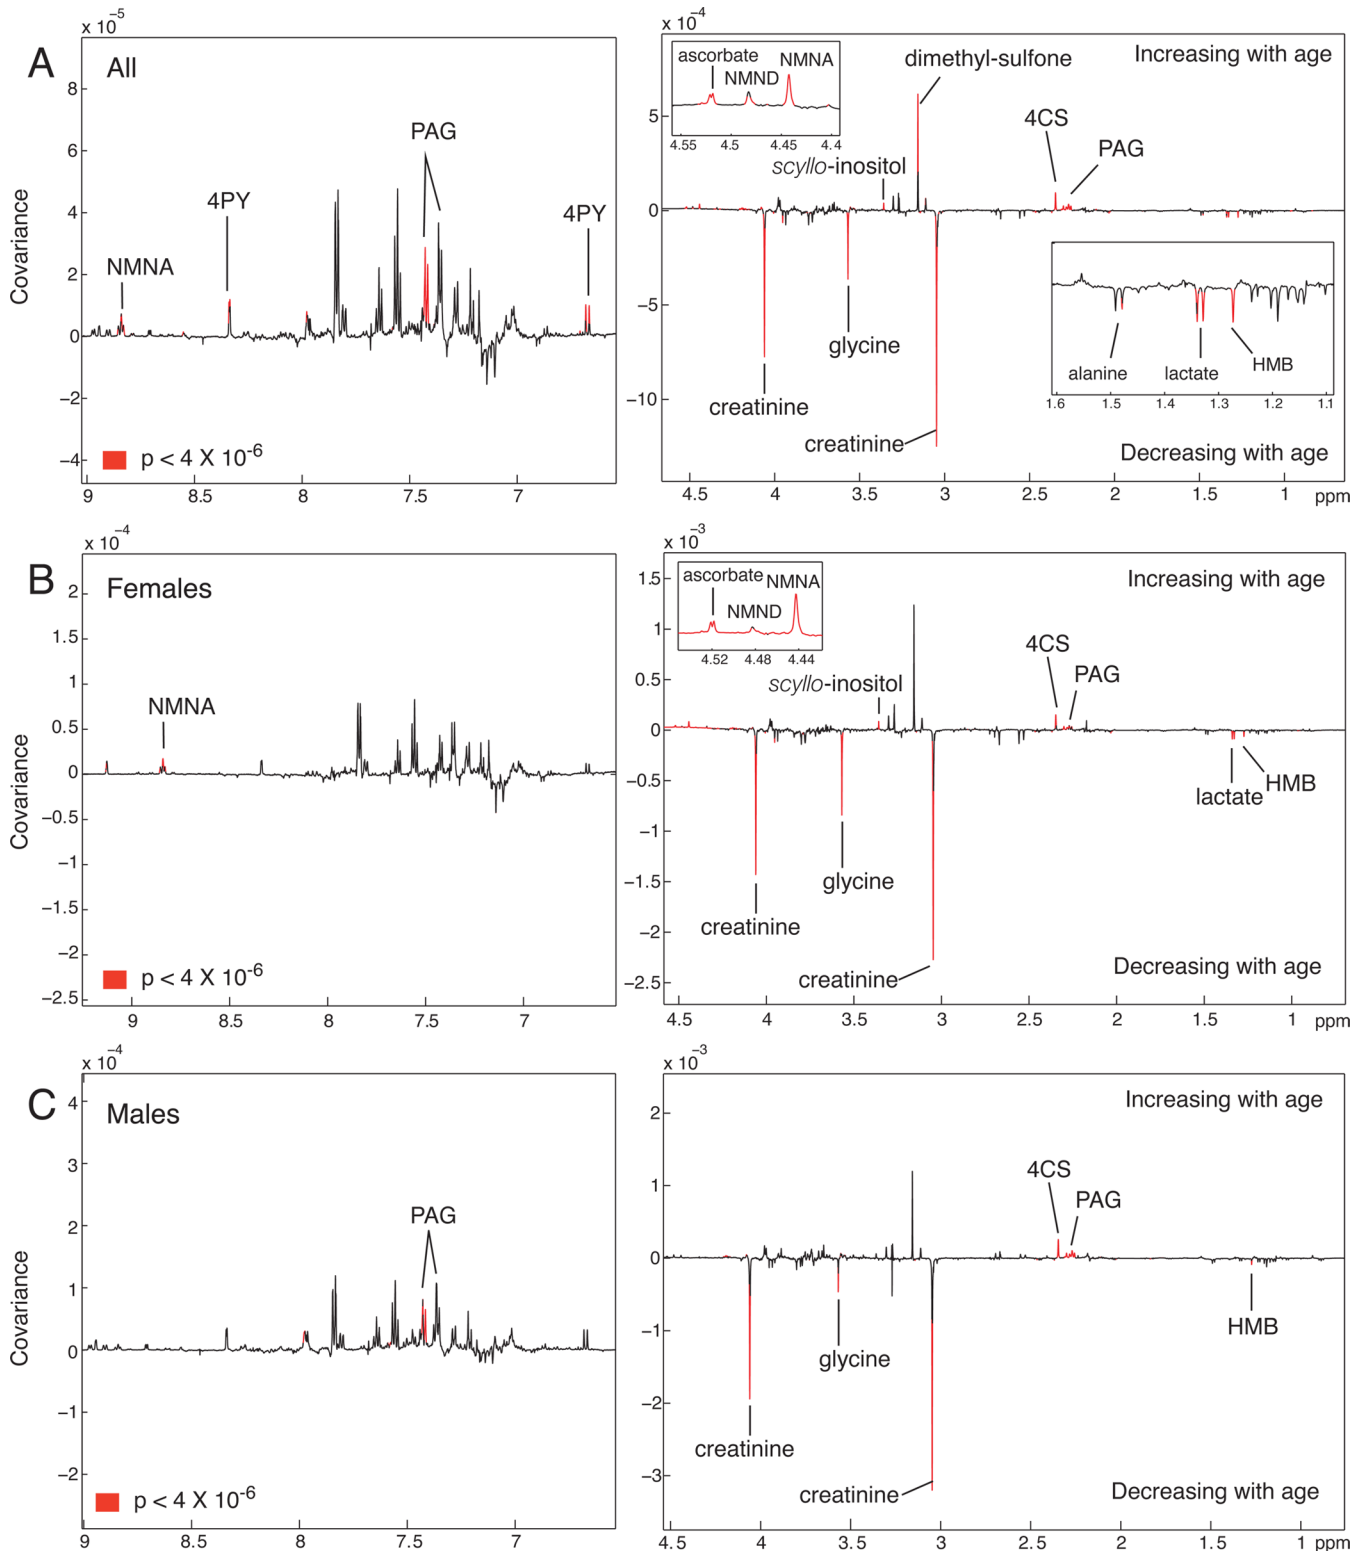 A
All
x 10⁻⁵
8
6
4
2
0
−2
−4
Covariance
NMNA
4PY
PAG
4PY
p < 4 X 10⁻⁶
9
8.5
8
7.5
7
x 10⁻⁴
5
0
−5
−10
ascorbate
NMND
NMNA
4.55
4.5
4.45
4.4
dimethyl-sulfone
Increasing with age
scyllo-inositol
4CS
PAG
creatinine
glycine
creatinine
alanine
lactate
HMB
1.6
1.5
1.4
1.3
1.2
1.1
Decreasing with age
4.5
4
3.5
3
2.5
2
1.5
1
ppm
B
Females
x 10⁻⁴
2
1.5
1
0.5
0
−0.5
−1
−1.5
−2
−2.5
Covariance
NMNA
p < 4 X 10⁻⁶
9
8.5
8
7.5
7
x 10⁻³
1.5
1
0.5
0
−0.5
−1
−1.5
−2
−2.5
ascorbate
NMND
NMNA
4.52
4.48
4.44
Increasing with age
scyllo-inositol
4CS
PAG
creatinine
glycine
creatinine
lactate
HMB
Decreasing with age
4.5
4
3.5
3
2.5
2
1.5
1
ppm
C
Males
x 10⁻⁴
4
3
2
1
0
−1
−2
Covariance
PAG
p < 4 X 10⁻⁶
9
8.5
8
7.5
7
x 10⁻³
2
1
0
−1
−2
−3
Increasing with age
4CS
PAG
creatinine
glycine
creatinine
HMB
Decreasing with age
4.5
4
3.5
3
2.5
2
1.5
1
ppm